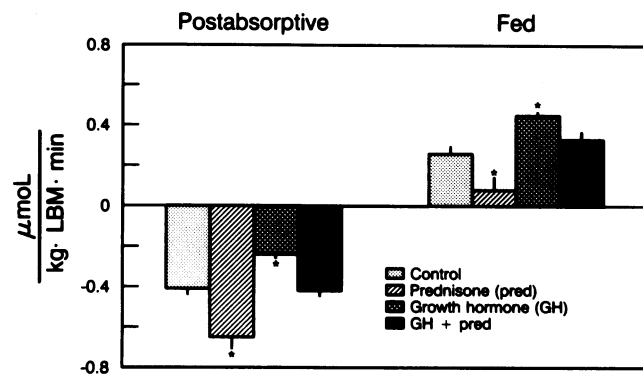 Postabsorptive Fed
0.8
0.4
0
-0.4
-0.8
μmoL
kg· LBM· min
*
*
*
*
Control
Prednisone (pred)
Growth hormone (GH)
GH + pred